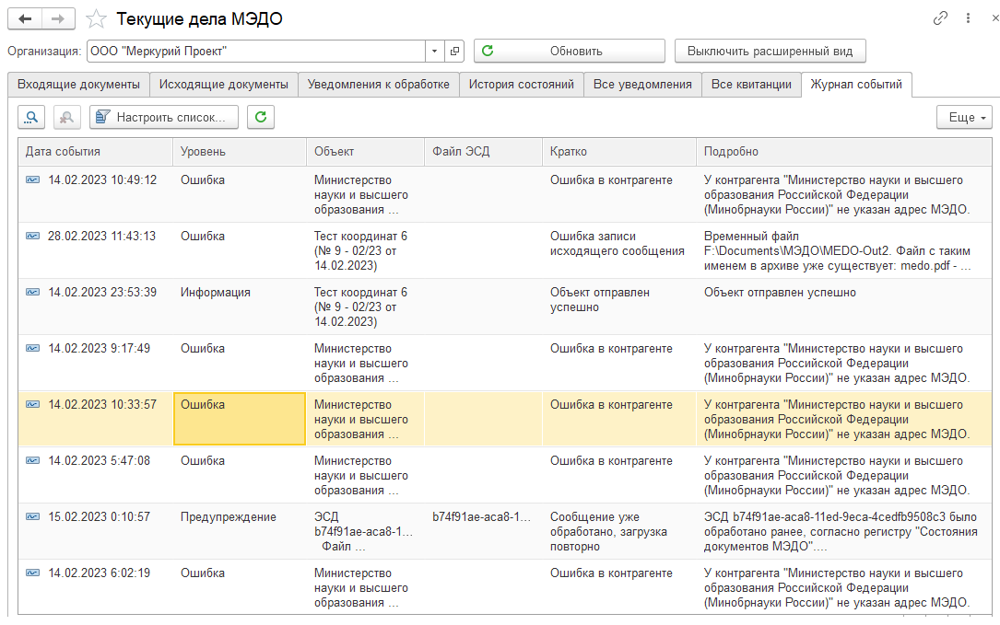 Текущие дела МЭДО
Организация: ООО "Меркурий Проект" Обновить Выключить расширенный вид
Входящие документы Исходящие документы Уведомления к обработке История состояний Все уведомления Все квитанции Журнал событий
Настроить список... Еще
Дата события Уровень Объект Файл ЭСД Кратко Подробно
14.02.2023 10:49:12 Ошибка Министерство Ошибка в контрагенте У контрагента "Министерство науки и высшего
науки и высшего образования Российской Федерации
образования ... (Минобрнауки России)" не указан адрес МЭДО.
28.02.2023 11:43:13 Ошибка Тест координат 6 Ошибка записи Временный файл
(№ 9 - 02/23 от исходящего сообщения F:\Documents\МЭДО\MEDO-Out2. Файл с таким
14.02.2023) именем в архиве уже существует: medo.pdf - ...
14.02.2023 23:53:39 Информация Тест координат 6 Объект отправлен Объект отправлен успешно
(№ 9 - 02/23 от успешно
14.02.2023)
14.02.2023 9:17:49 Ошибка Министерство Ошибка в контрагенте У контрагента "Министерство науки и высшего
науки и высшего образования Российской Федерации
образования ... (Минобрнауки России)" не указан адрес МЭДО.
14.02.2023 10:33:57 Ошибка Министерство Ошибка в контрагенте У контрагента "Министерство науки и высшего
науки и высшего образования Российской Федерации
образования ... (Минобрнауки России)" не указан адрес МЭДО.
14.02.2023 5:47:08 Ошибка Министерство Ошибка в контрагенте У контрагента "Министерство науки и высшего
науки и высшего образования Российской Федерации
образования ... (Минобрнауки России)" не указан адрес МЭДО.
15.02.2023 0:10:57 Предупреждение ЭСД b74f91ae-aca8-1... Сообщение уже ЭСД b74f91ae-aca8-11ed-9eca-4cedfb9508c3 было
b74f91ae-aca8-1... обработано, загрузка обработано ранее, согласно регистру "Состояния
Файл ... повторно документов МЭДО"....
14.02.2023 6:02:19 Ошибка Министерство Ошибка в контрагенте У контрагента "Министерство науки и высшего
науки и высшего образования Российской Федерации
образования ... (Минобрнауки России)" не указан адрес МЭДО.